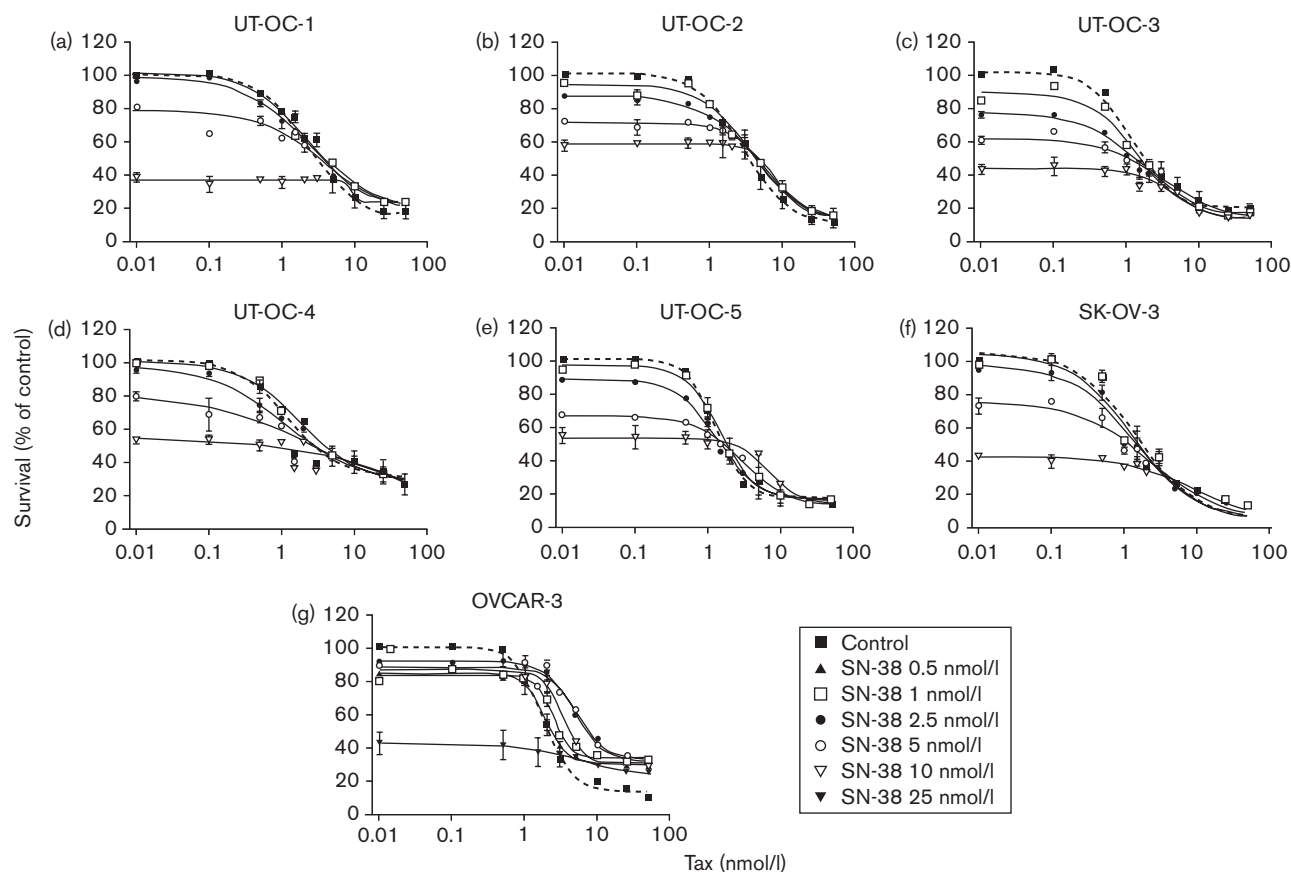 UT-OC-1
UT-OC-2
UT-OC-3
(a) 120
100
80
60
40
20
0
0.01 0.1 1 10 100
(b) 120
100
80
60
40
20
0
0.01 0.1 1 10 100
(c) 120
100
80
60
40
20
0
0.01 0.1 1 10 100
UT-OC-4
UT-OC-5
SK-OV-3
Survival (% of control)
(d) 120
100
80
60
40
20
0
0.01 0.1 1 10 100
(e) 120
100
80
60
40
20
0
0.01 0.1 1 10 100
(f) 120
100
80
60
40
20
0
0.01 0.1 1 10 100
OVCAR-3
(g) 120
100
80
60
40
20
0
0.01 0.1 1 10 100
Tax (nmol/l)
Control
SN-38 0.5 nmol/l
SN-38 1 nmol/l
SN-38 2.5 nmol/l
SN-38 5 nmol/l
SN-38 10 nmol/l
SN-38 25 nmol/l